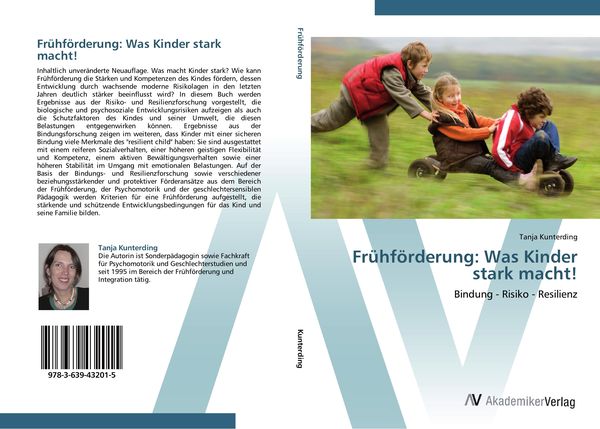 Frühförderung: Was Kinder stark
macht!
Inhaltlich unveränderte Neuauflage. Was macht Kinder stark? Wie kann
Frühförderung die Stärken und Kompetenzen des Kindes fördern, dessen
Entwicklung durch wachsende moderne Risikolagen in den letzten
Jahren deutlich stärker beeinflusst wird? In diesem Buch werden
Ergebnisse aus der Risiko- und Resilienzforschung vorgestellt, die
biologische und psychosoziale Entwicklungsrisiken aufzeigen als auch
die Schutzfaktoren des Kindes und seiner Umwelt, die diesen
Belastungen entgegenwirken können. Ergebnisse aus der
Bindungsforschung zeigen im weiteren, dass Kinder mit einer sicheren
Bindung viele Merkmale des "resilient child" haben: Sie sind ausgestattet
mit einem reiferen Sozialverhalten, einer höheren geistigen Flexibilität
und Kompetenz, einem aktiven Bewältigungsverhalten sowie einer
höheren Stabilität im Umgang mit emotionalen Belastungen. Auf der
Basis der Bindungs- und Resilienzforschung sowie verschiedener
beziehungsstärkender und protektiver Förderansätze aus dem Bereich
der Frühförderung, der Psychomotorik und der geschlechtersensiblen
Pädagogik werden Kriterien für eine Frühförderung aufgestellt, die
stärkende und schützende Entwicklungsbedingungen für das Kind und
seine Familie bilden.
Tanja Kunterding
Die Autorin ist Sonderpädagogin sowie Fachkraft
für Psychomotorik und Geschlechterstudien und
seit 1995 im Bereich der Frühförderung und
Integration tätig.
978-3-639-43201-5
Frühförderung
Kunterding
Tanja Kunterding
Frühförderung: Was Kinder
stark macht!
Bindung - Risiko - Resilienz
AV AkademikerVerlag